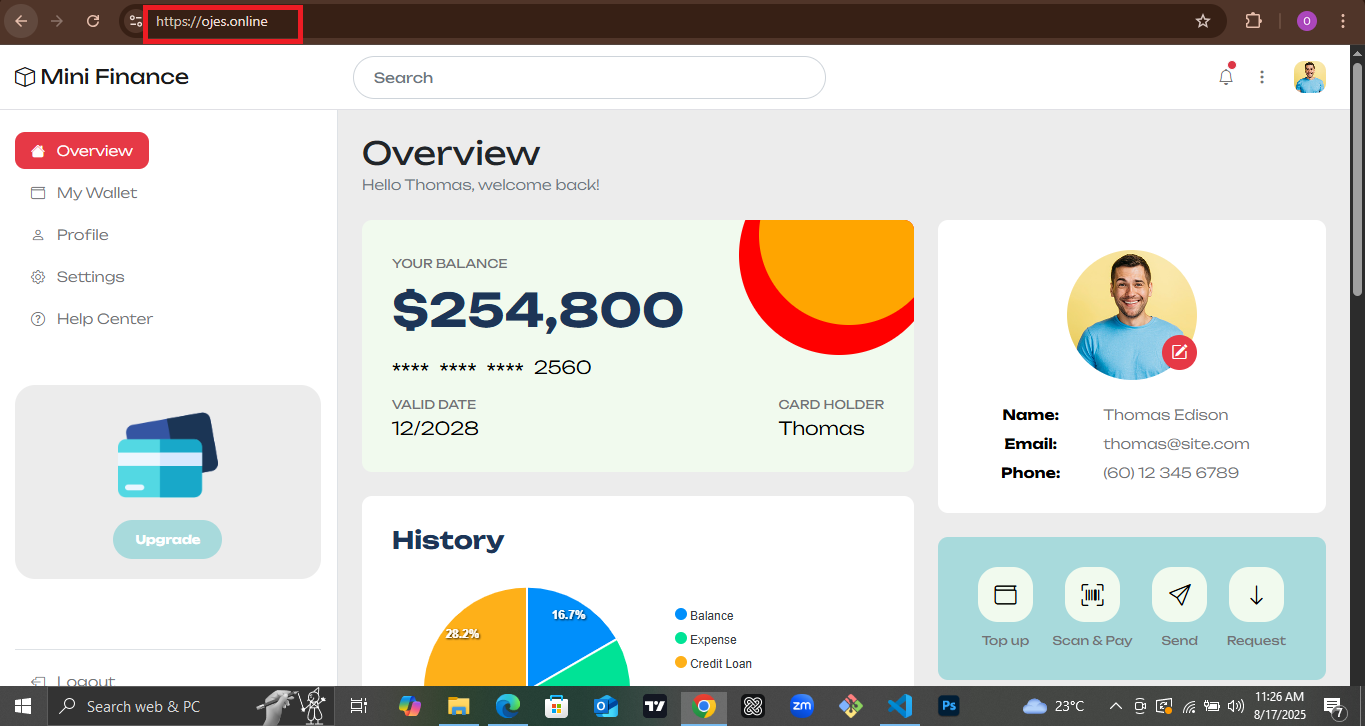 https://ojes.online
O
Mini Finance
Search
Overview
My Wallet
Profile
Settings
Help Center
Upgrade
Logout
Overview
Hello Thomas, welcome back!
YOUR BALANCE
$254,800
**** **** **** 2560
VALID DATE
CARD HOLDER
12/2028
Thomas
Name: Thomas Edison
Email: thomas@site.com
Phone: (60) 12 345 6789
History
16.7%
28.2%
Balance
Expense
Credit Loan
Top up
Scan & Pay
Send
Request
Search web & PC
zm
Ps
23°C
11:26 AM
8/17/2025
7